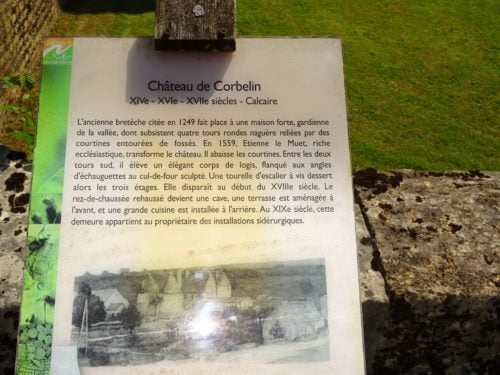 Château de Corbelin
XIVe - XVIe - XVIIe siècles - Calcaire
L'ancienne bretèche citée en 1249 fait place à une maison forte, gardienne
de la vallée, dont subsistent quatre tours rondes naguère reliées par des
courtines entourées de fossés. En 1559, Etienne le Muet, riche
ecclésiastique, transforme le château. Il abaisse les courtines. Entre les deux
tours sud, il élève un élégant corps de logis, flanqué aux angles
d'échauguettes au cul-de-four sculpté. Une tourelle d'escalier à vis dessert
alors les trois étages. Elle disparaît au début du XVIIIe siècle. Le
rez-de-chaussée rehaussé devient une cave, une terrasse est aménagée à
l'avant, et une grande cuisine est installée à l'arrière. Au XIXe siècle, cette
demeure appartient au propriétaire des installations sidérurgiques.